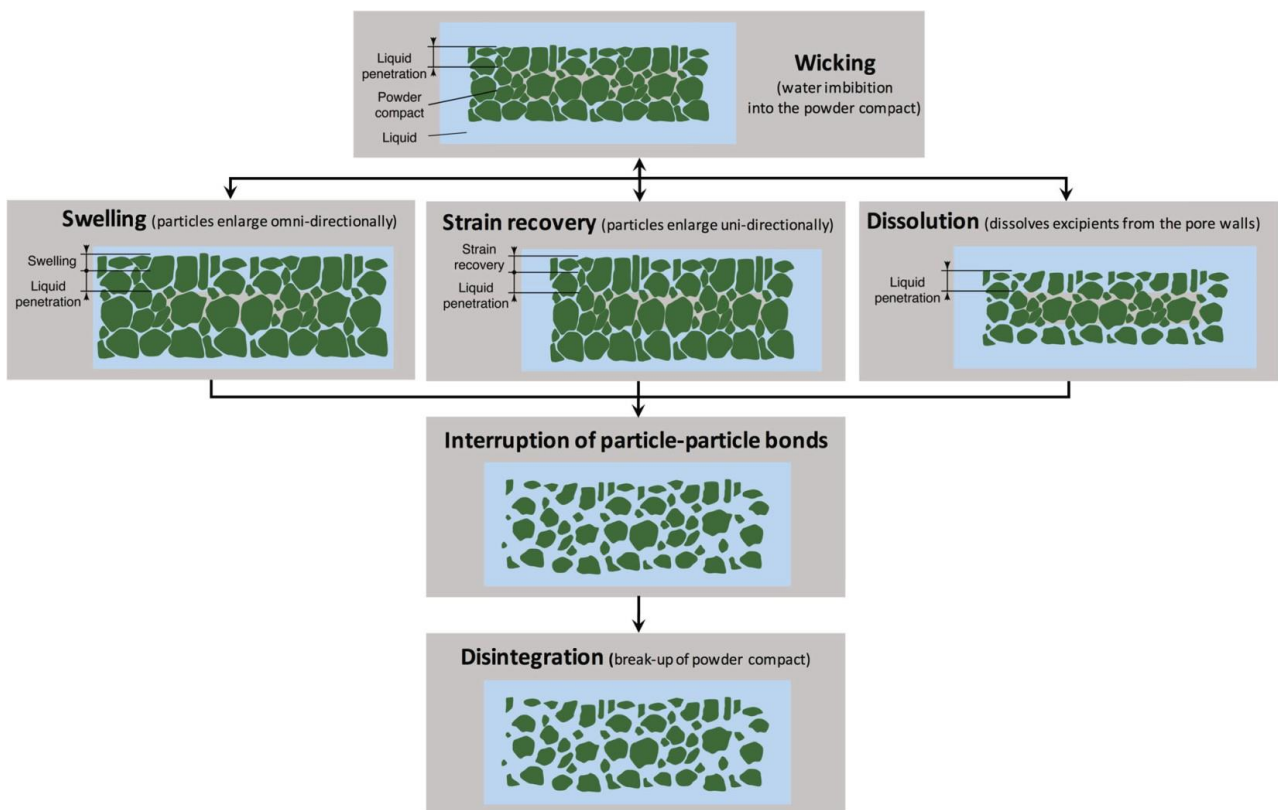 Liquid
penetration
Powder
compact
Liquid
Wicking
(water imbibition
into the powder compact)
Swelling (particles enlarge omni-directionally)
Swelling
Liquid
penetration
Strain recovery (particles enlarge uni-directionally)
Strain
recovery
Liquid
penetration
Dissolution (dissolves excipients from the pore walls)
Liquid
penetration
Interruption of particle-particle bonds
Disintegration (break-up of powder compact)